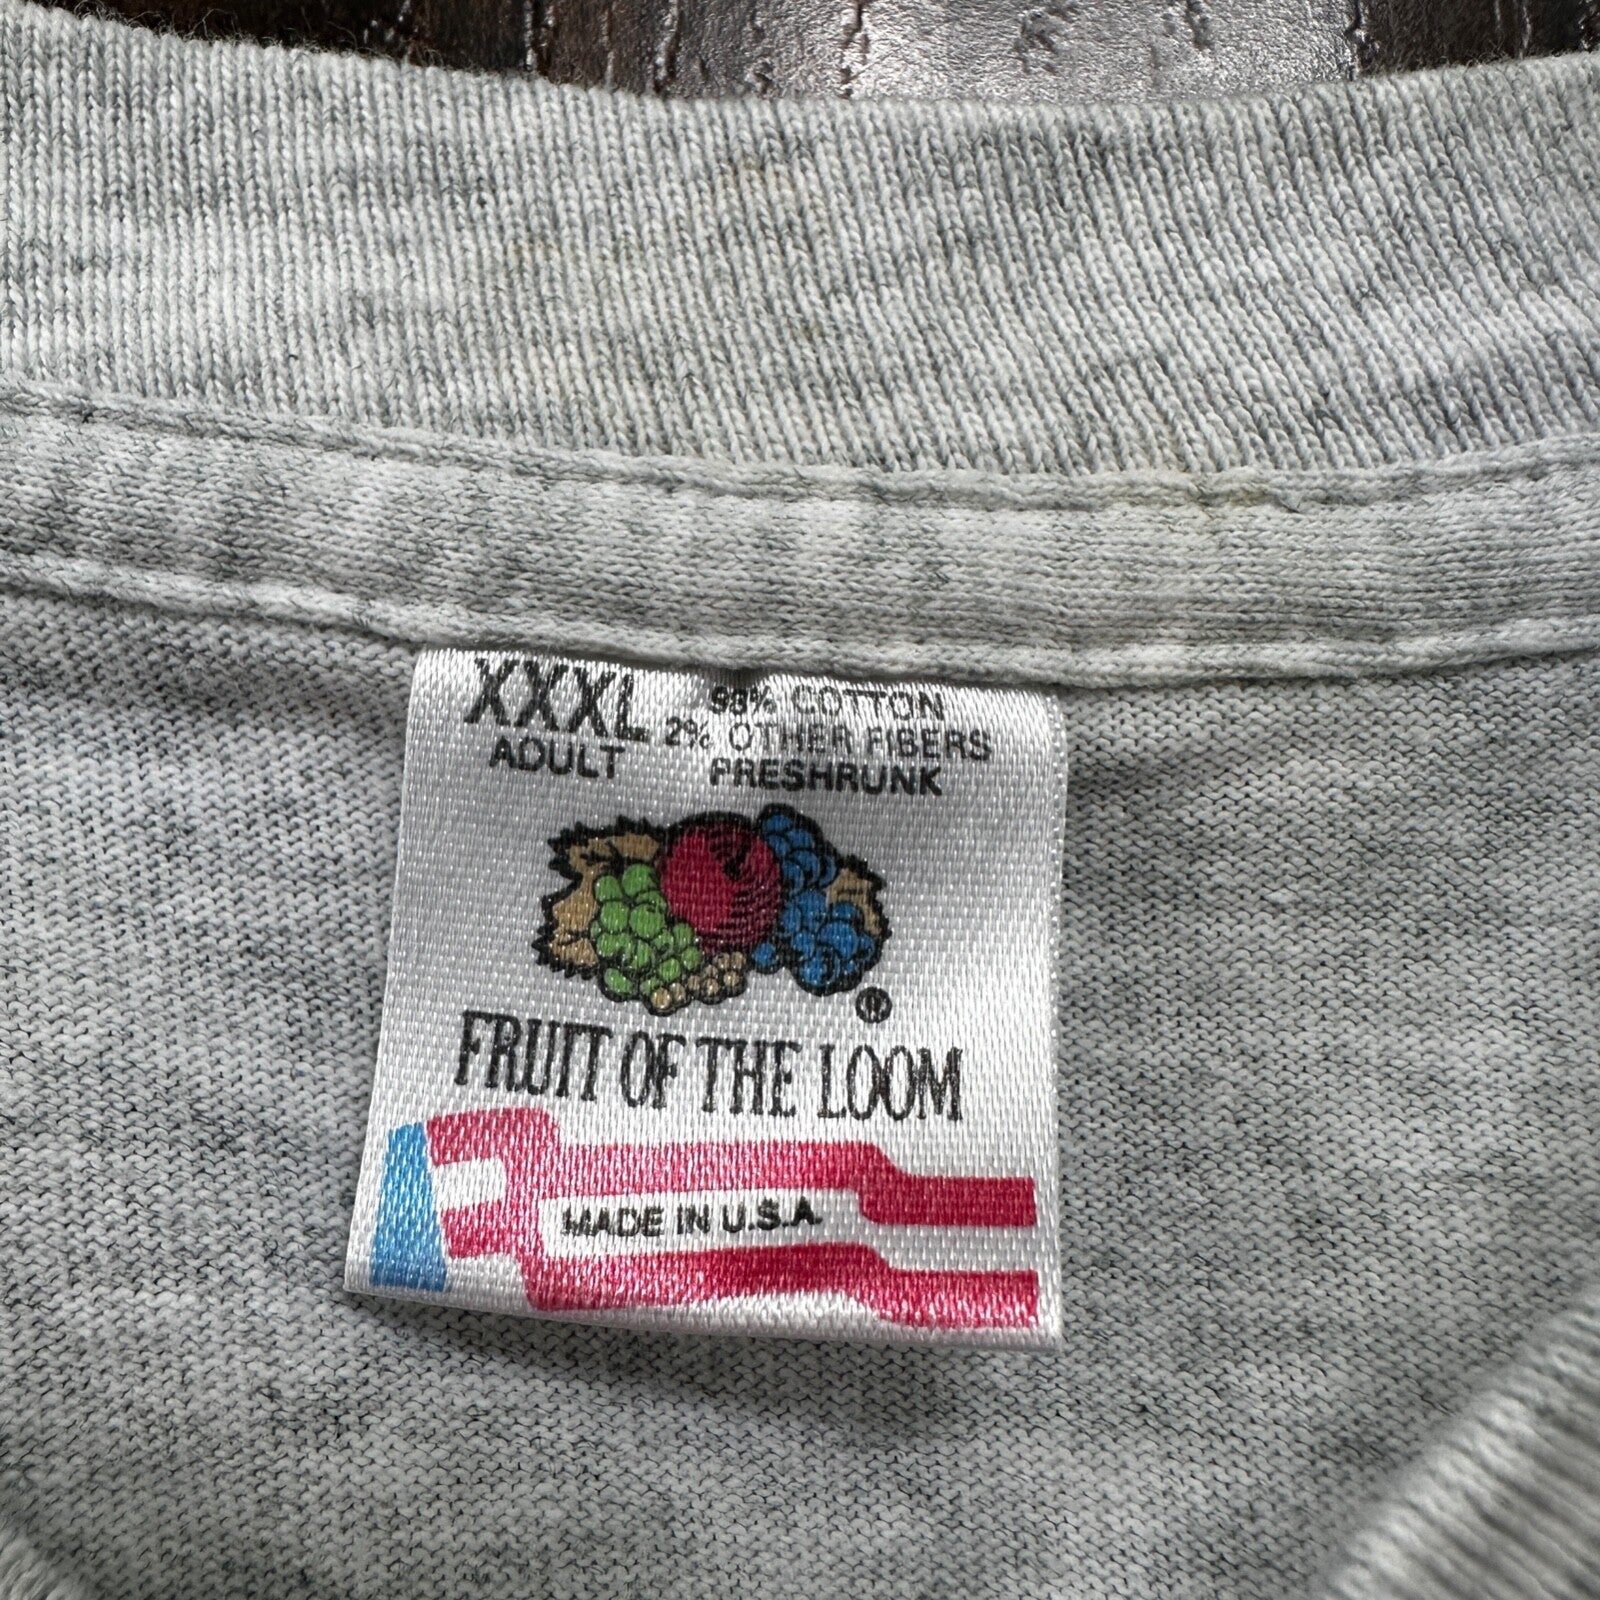 XXXL
ADULT
98% COTTON
2% OTHER FIBERS
PRESHRUNK
®
FRUIT OF THE LOOM
MADE IN U.S.A.